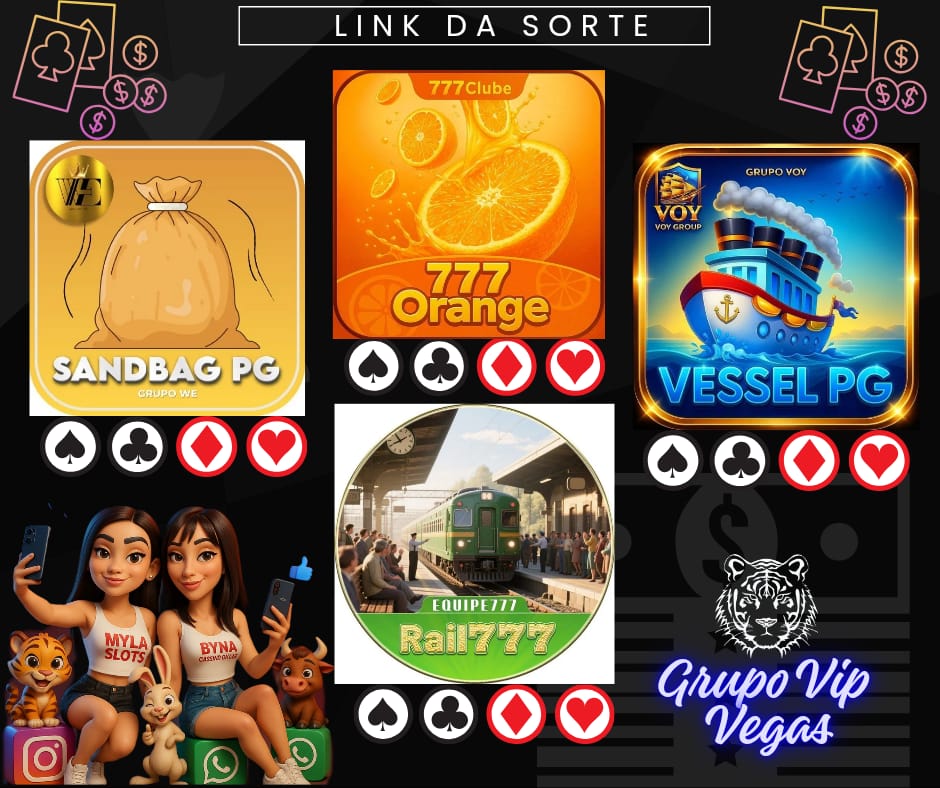 LINK DA SORTE
777Clube
777
Orange
WE
SANDBAG PG
GRUPO WE
GRUPO VOY
VOY
VOY GROUP
VESSEL PG
EQUIPE777
Rail777
MYLA
SLOTS
BYNA
Grupo Vip
Vegas